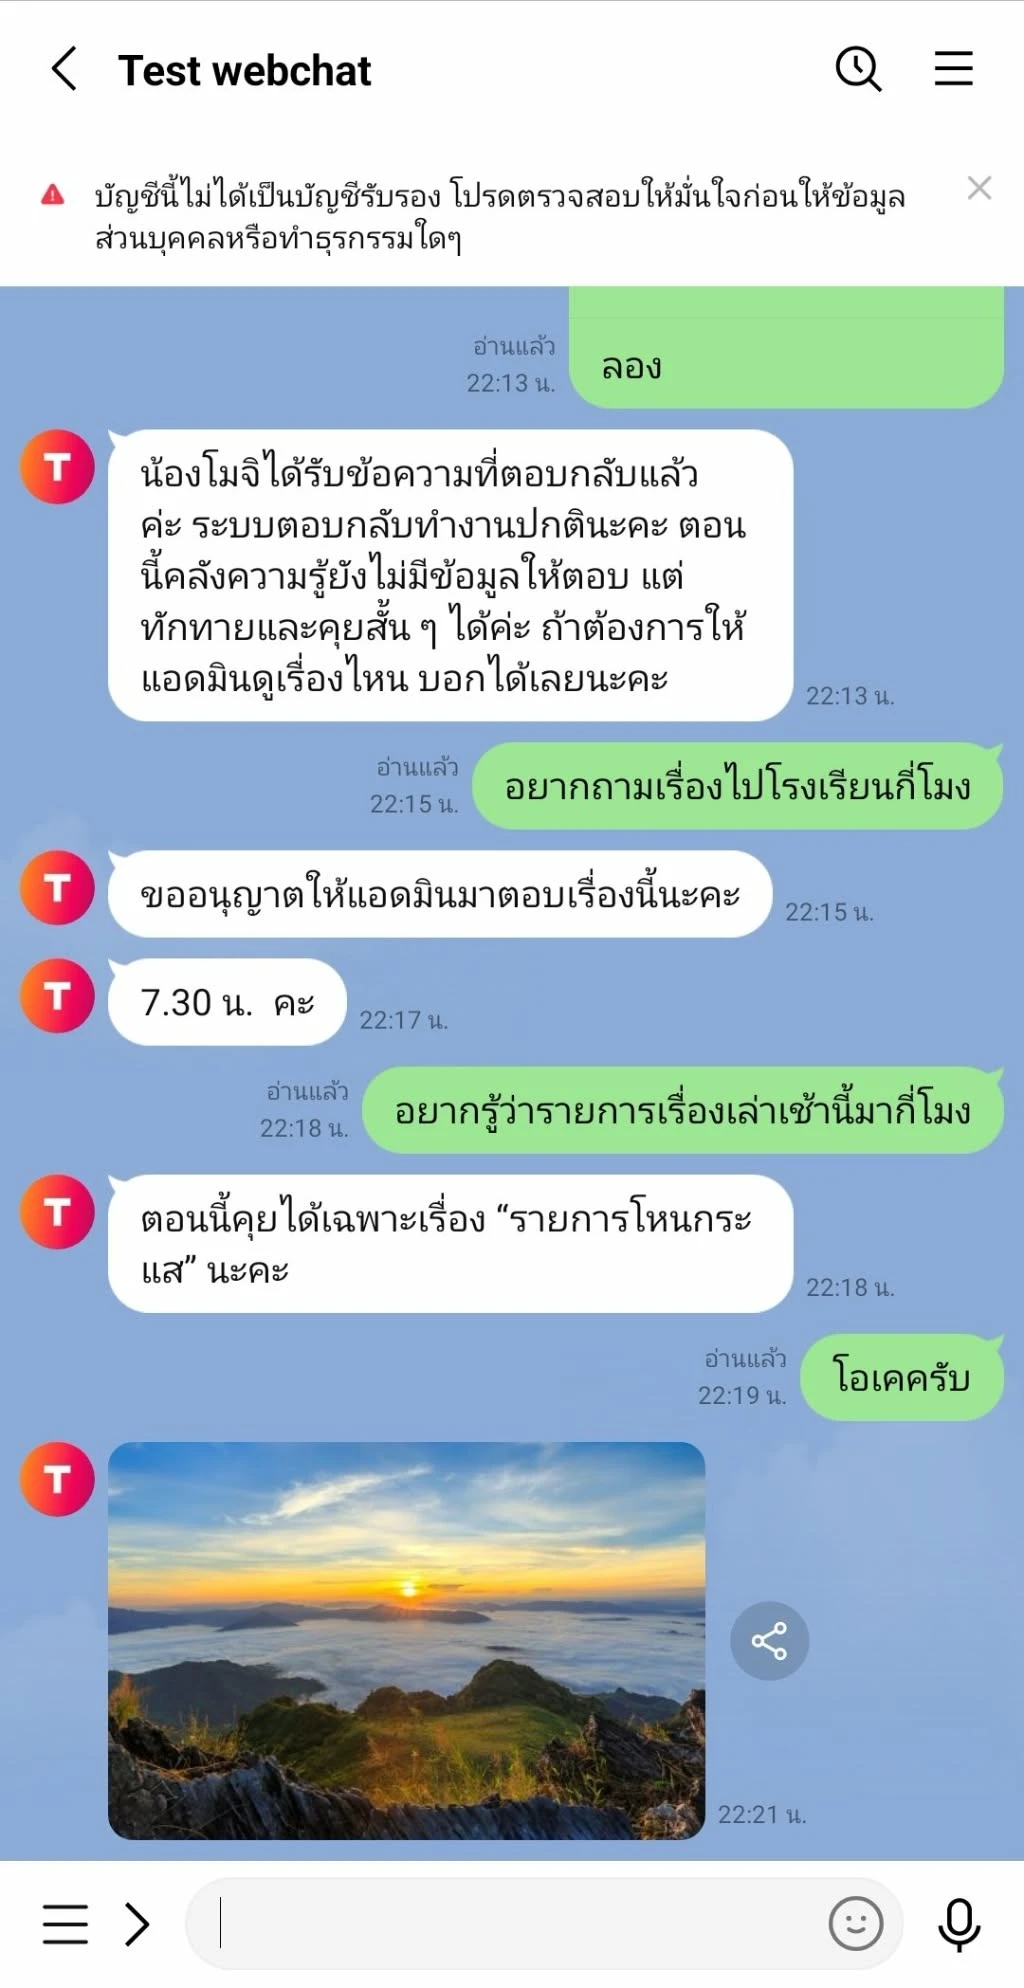 Test webchat
บัญชีนี้ไม่ได้เป็นบัญชีรับรอง โปรดตรวจสอบให้มั่นใจก่อนให้ข้อมูล
ส่วนบุคคลหรือทำธุรกรรมใดๆ
อ่านแล้ว
22:13 น.
ลอง
T
น้องโมจิได้รับข้อความที่ตอบกลับแล้ว
ค่ะ ระบบตอบกลับทำงานปกตินะคะ ตอน
นี้คลังความรู้ยังไม่มีข้อมูลให้ตอบ แต่
ทักทายและคุยสั้น ๆ ได้ค่ะ ถ้าต้องการให้
แอดมินดูเรื่องไหน บอกได้เลยนะคะ
22:13 น.
อ่านแล้ว
22:15 น.
อยากถามเรื่องไปโรงเรียนกี่โมง
T
ขออนุญาตให้แอดมินมาตอบเรื่องนี้นะคะ
22:15 น.
T
7.30 น.  คะ
22:17 น.
อ่านแล้ว
22:18 น.
อยากรู้ว่ารายการเรื่องเล่าเช้านี้มากี่โมง
T
ตอนนี้คุยได้เฉพาะเรื่อง “รายการโหนกระ
แส” นะคะ
22:18 น.
อ่านแล้ว
22:19 น.
โอเคครับ
T
22:21 น.